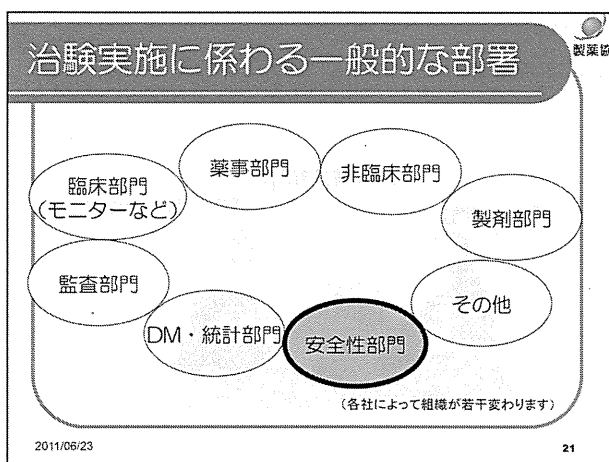 治験実施に係わる一般的な部署
製薬協
薬事部門
非臨床部門
臨床部門
(モニターなど)
製剤部門
監査部門
その他
DM・統計部門
安全性部門
(各社によって組織が若干変わります)
2011/06/23
21